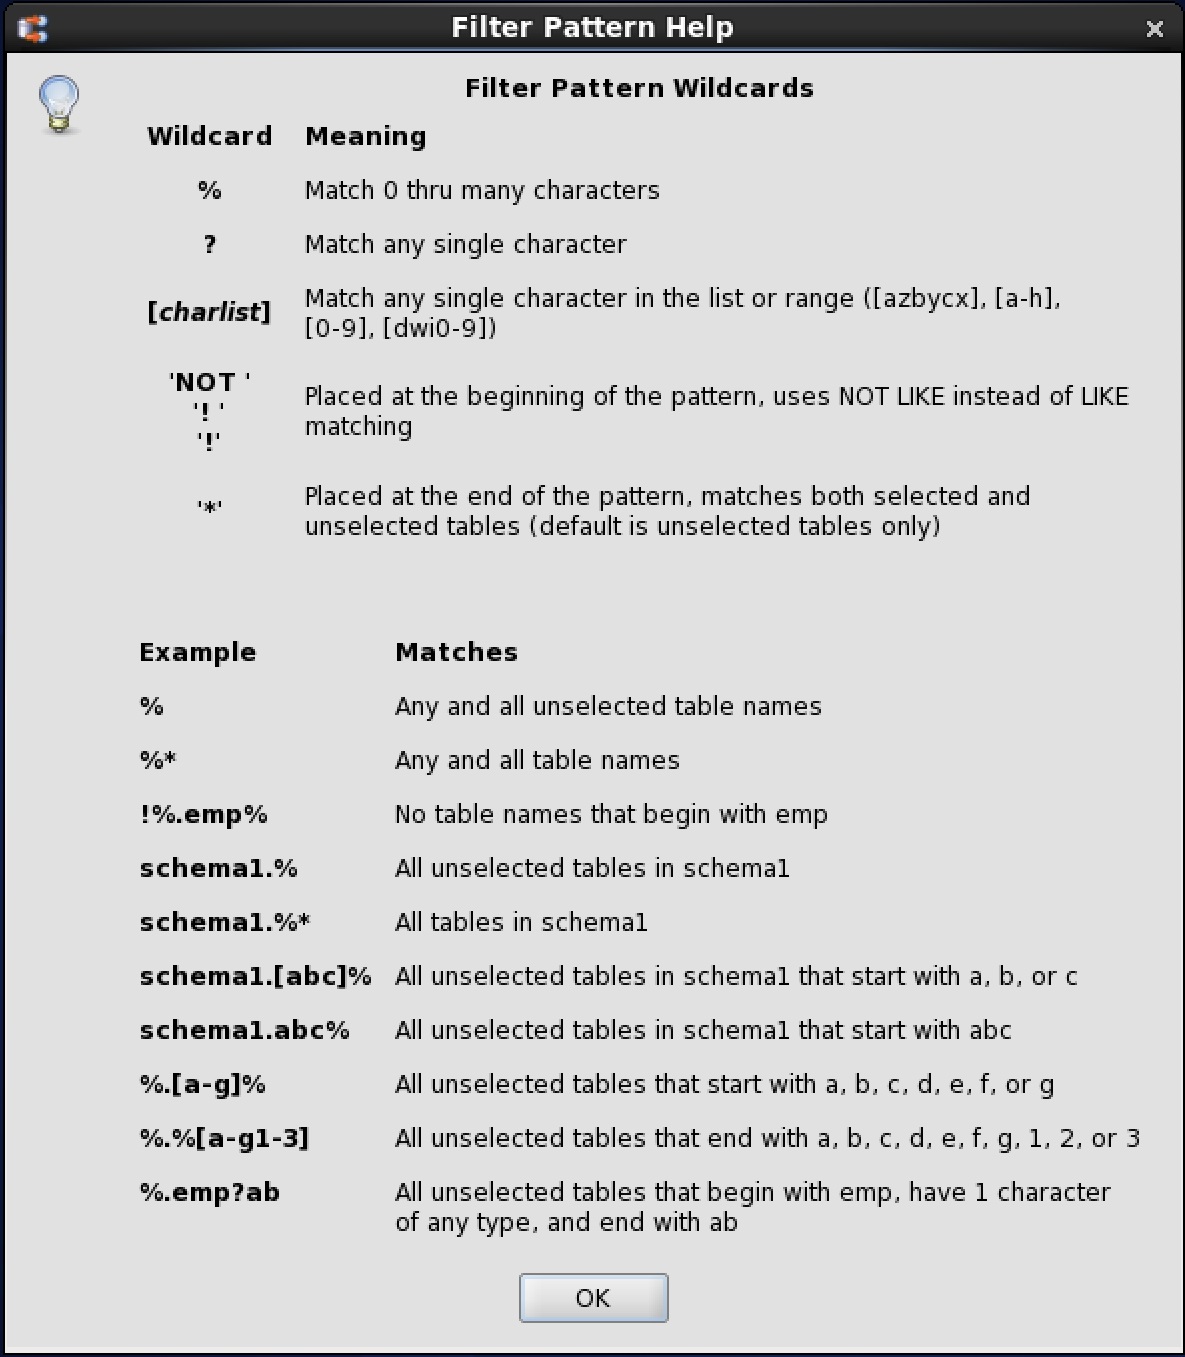 Filter Pattern Help
Filter Pattern Wildcards
Wildcard Meaning
% Match 0 thru many characters
? Match any single character
[charlist] Match any single character in the list or range ([azbycx], [a-h],
[0-9], [dwi0-9])
'NOT '
'! '
'!'
Placed at the beginning of the pattern, uses NOT LIKE instead of LIKE
matching
'*' Placed at the end of the pattern, matches both selected and
unselected tables (default is unselected tables only)
Example Matches
% Any and all unselected table names
%* Any and all table names
!%.emp% No table names that begin with emp
schema1.% All unselected tables in schema1
schema1.%* All tables in schema1
schema1.[abc]% All unselected tables in schema1 that start with a, b, or c
schema1.abc% All unselected tables in schema1 that start with abc
%.[a-g]% All unselected tables that start with a, b, c, d, e, f, or g
%.%[a-g1-3] All unselected tables that end with a, b, c, d, e, f, g, 1, 2, or 3
%.emp?ab All unselected tables that begin with emp, have 1 character
of any type, and end with ab
OK